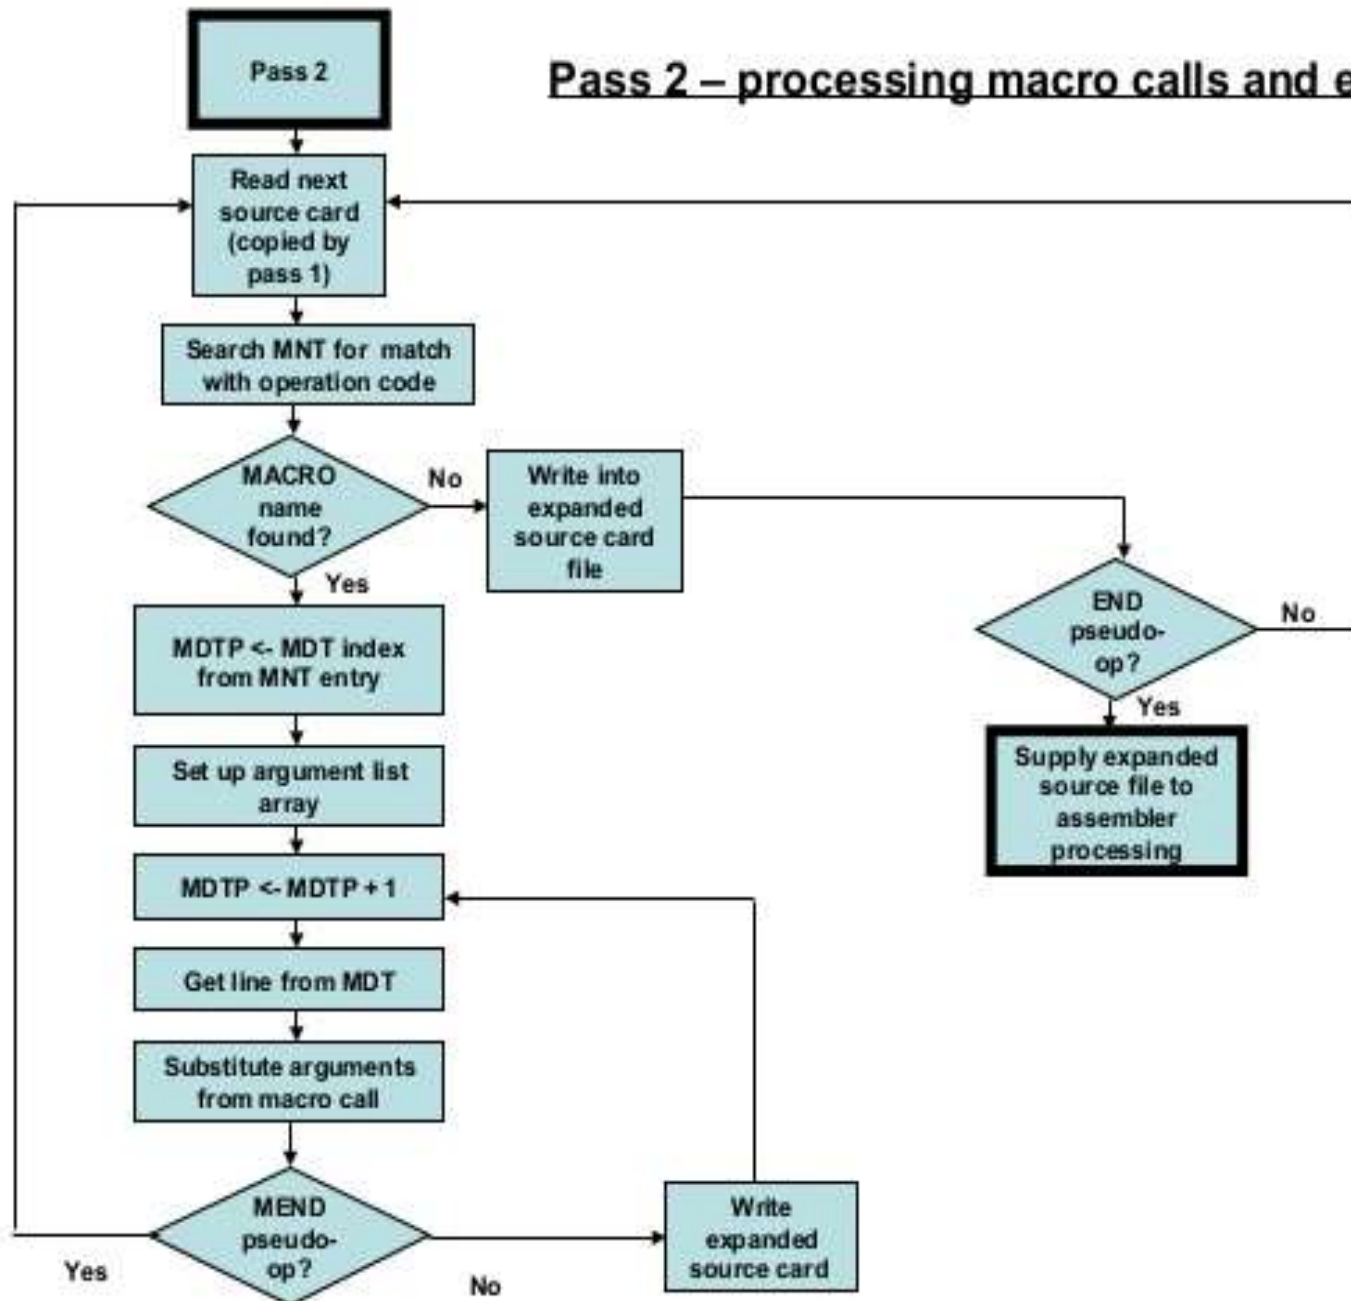 Pass 2
Pass 2 – processing macro calls and e
Read next
source card
(copied by
pass 1)
Search MNT for match
with operation code
MACRO
name
found?
No
Write into
expanded
source card
file
Yes
END
pseudo-
op?
No
MDTP <- MDT index
from MNT entry
Yes
Supply expanded
source file to
assembler
processing
Set up argument list
array
MDTP <- MDTP + 1
Get line from MDT
Substitute arguments
from macro call
MEND
pseudo-
op?
Write
expanded
source card
Yes
No